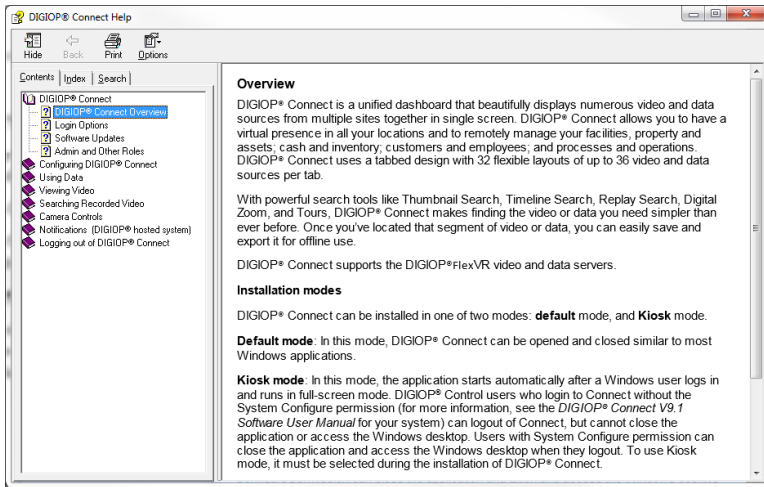 DIGIOP® Connect Help
Hide Back Print Options
Contents Index Search
DIGIOP® Connect
DIGIOP® Connect Overview
Login Options
Software Updates
Admin and Other Roles
Configuring DIGIOP® Connect
Using Data
Viewing Video
Searching Recorded Video
Camera Controls
Notifications (DIGIOP® hosted system)
Logging out of DIGIOP® Connect
Overview
DIGIOP® Connect is a unified dashboard that beautifully displays numerous video and data
sources from multiple sites together in single screen. DIGIOP® Connect allows you to have a
virtual presence in all your locations and to remotely manage your facilities, property and
assets; cash and inventory; customers and employees; and processes and operations.
DIGIOP® Connect uses a tabbed design with 32 flexible layouts of up to 36 video and data
sources per tab.
With powerful search tools like Thumbnail Search, Timeline Search, Replay Search, Digital
Zoom, and Tours, DIGIOP® Connect makes finding the video or data you need simpler than
ever before. Once you've located that segment of video or data, you can easily save and
export it for offline use.
DIGIOP® Connect supports the DIGIOP®FlexVR video and data servers.
Installation modes
DIGIOP® Connect can be installed in one of two modes: default mode, and Kiosk mode.
Default mode: In this mode, DIGIOP® Connect can be opened and closed similar to most
Windows applications.
Kiosk mode: In this mode, the application starts automatically after a Windows user logs in
and runs in full-screen mode. DIGIOP® Control users who login to Connect without the
System Configure permission (for more information, see the DIGIOP® Connect V9.1
Software User Manual for your system) can logout of Connect, but cannot close the
application or access the Windows desktop. Users with System Configure permission can
close the application and access the Windows desktop when they logout. To use Kiosk
mode, it must be selected during the installation of DIGIOP® Connect.